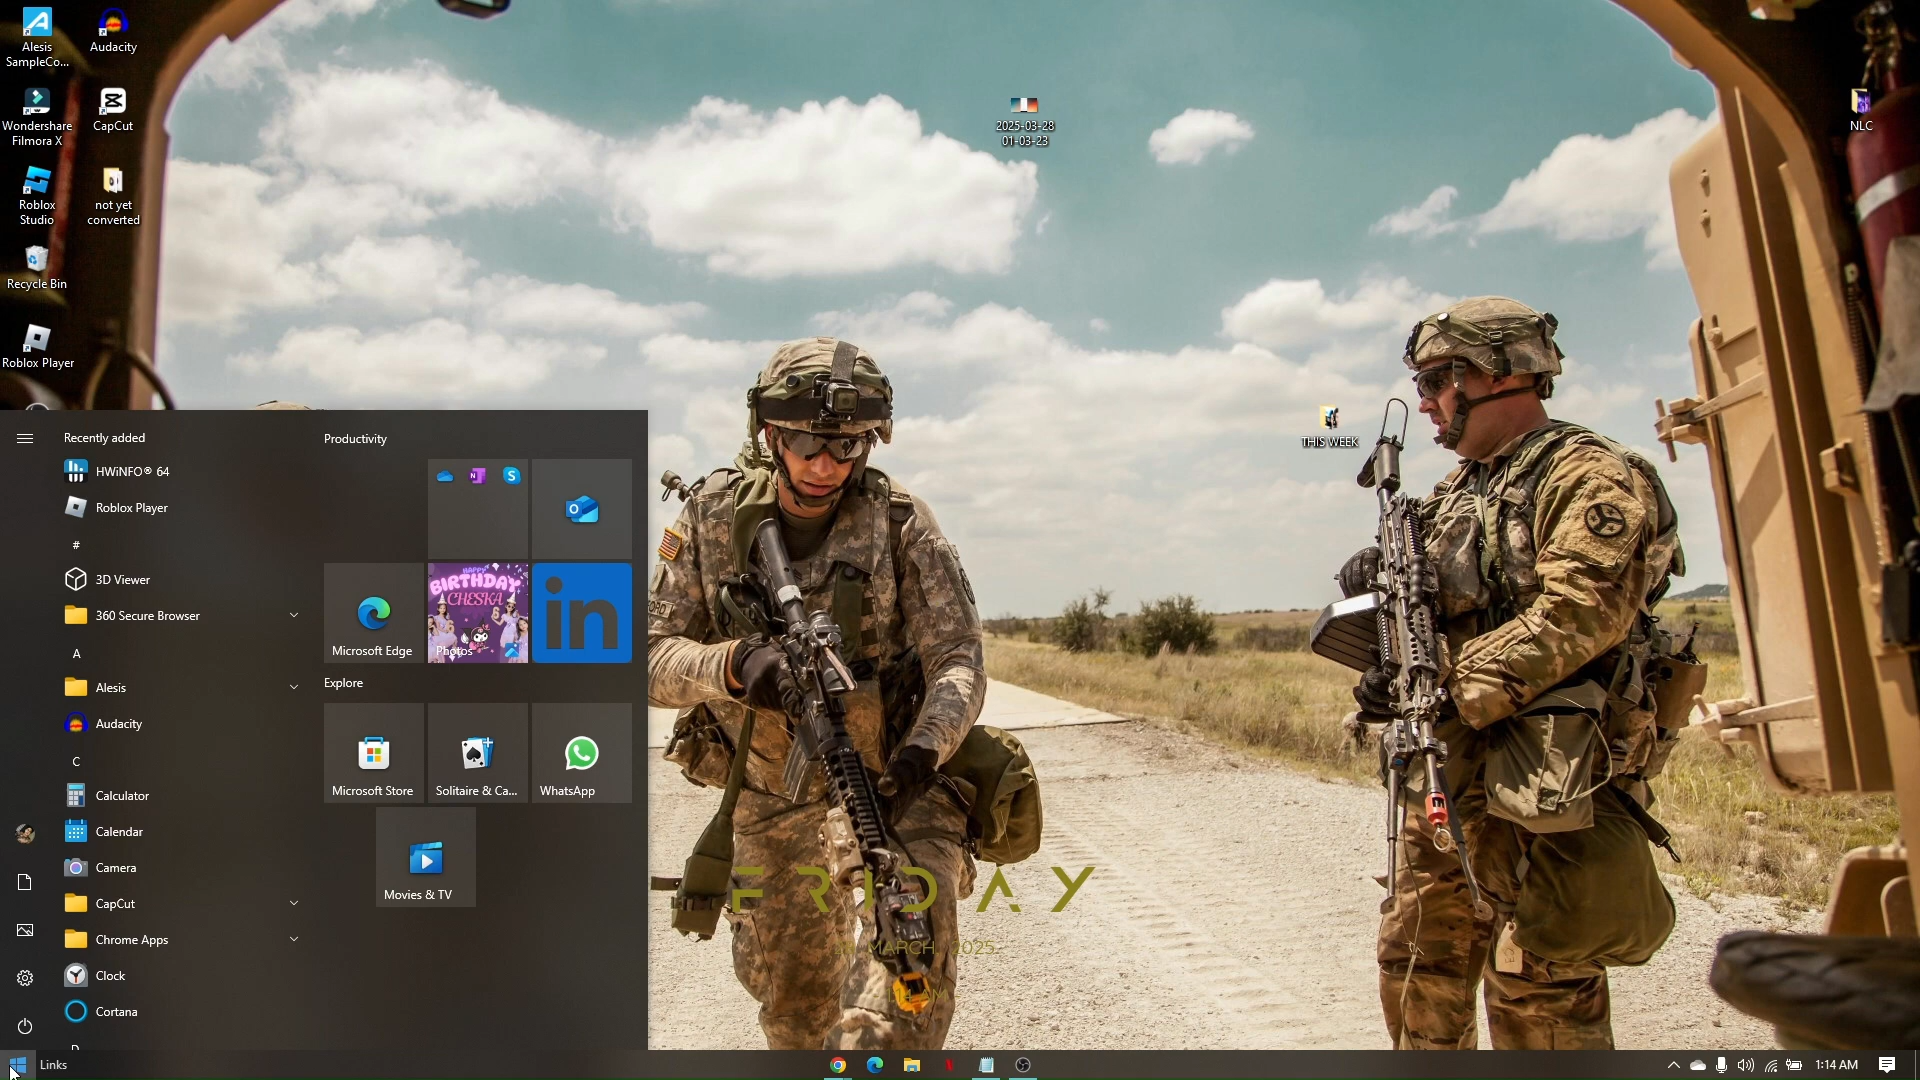 Alesis
SampleCo...
Audacity
Wondershare
Filmora X
CapCut
Roblox
Studio
not yet
converted
Recycle Bin
Roblox Player
2025-03-28
01-03-23
NLC
THIS WEEK
Recently added
HWiNFO® 64
Roblox Player
#
3D Viewer
360 Secure Browser
A
Alesis
Audacity
C
Calculator
Calendar
Camera
CapCut
Chrome Apps
Clock
Cortana
D
Productivity
N
S
O
Microsoft Edge
HAPPY
BIRTHDAY
CHESKA
Photos
in
Explore
Microsoft Store
Solitaire & Ca...
WhatsApp
Movies & TV
FRIDAY
MARCH, 2025.
Links
1:14 AM